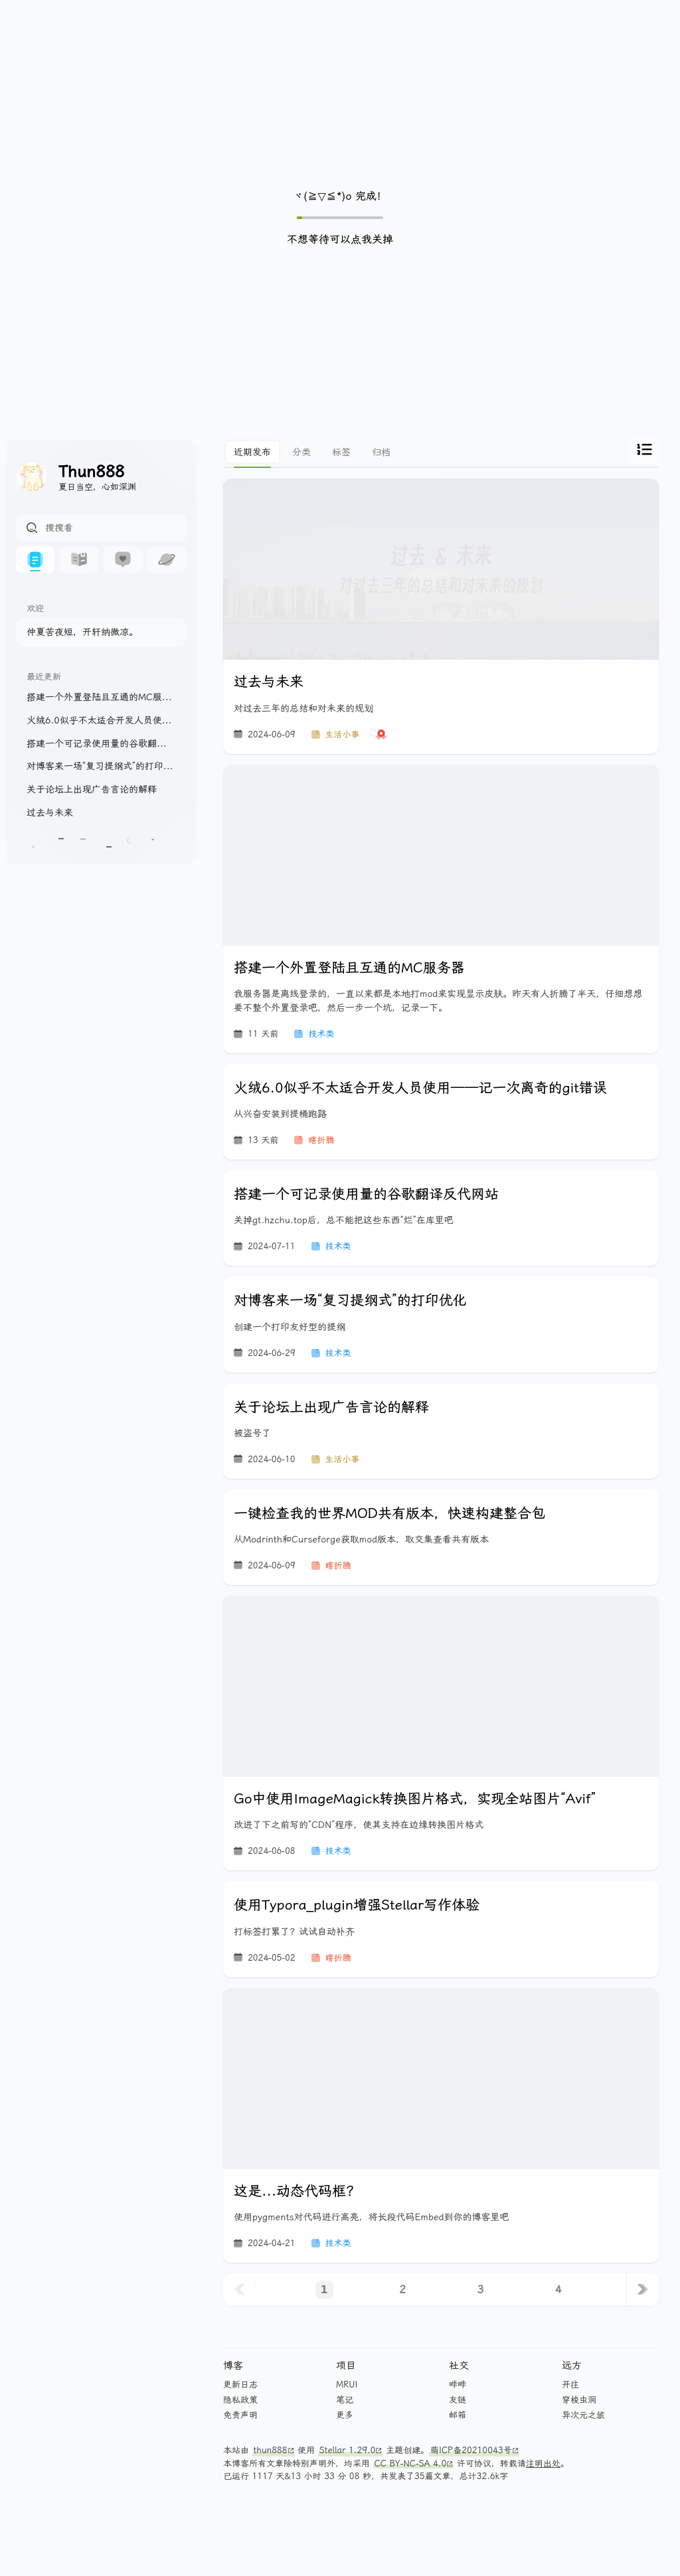 ヾ(≧▽≦*)o 完成!
不想等待可以点我关掉
Thun888
夏日当空，心如深渊
搜搜看
欢迎
仲夏苦夜短，开轩纳微凉。
最近更新
搭建一个外置登陆且互通的MC服...
火绒6.0似乎不太适合开发人员使...
搭建一个可记录使用量的谷歌翻...
对博客来一场“复习提纲式”的打印...
关于论坛上出现广告言论的解释
过去与未来
近期发布 分类 标签 归档
过去 & 未来
对过去三年的总结和对未来的规划
过去与未来
对过去三年的总结和对未来的规划
2024-06-09 生活小事
搭建一个外置登陆且互通的MC服务器
我服务器是离线登录的，一直以来都是本地打mod来实现显示皮肤。昨天有人折腾了半天，仔细想想
要不整个外置登录吧，然后一步一个坑，记录一下。
11 天前 技术类
火绒6.0似乎不太适合开发人员使用——记一次离奇的git错误
从兴奋安装到提桶跑路
13 天前 瞎折腾
搭建一个可记录使用量的谷歌翻译反代网站
关掉gt.hzchu.top后，总不能把这些东西“烂”在库里吧
2024-07-11 技术类
对博客来一场“复习提纲式”的打印优化
创建一个打印友好型的提纲
2024-06-29 技术类
关于论坛上出现广告言论的解释
被盗号了
2024-06-10 生活小事
一键检查我的世界MOD共有版本，快速构建整合包
从Modrinth和Curseforge获取mod版本，取交集查看共有版本
2024-06-09 瞎折腾
Go中使用ImageMagick转换图片格式，实现全站图片“Avif”
改进了下之前写的“CDN”程序，使其支持在边缘转换图片格式
2024-06-08 技术类
使用Typora_plugin增强Stellar写作体验
打标签打累了？试试自动补齐
2024-05-02 瞎折腾
这是...动态代码框？
使用pygments对代码进行高亮，将长段代码Embed到你的博客里吧
2024-04-21 技术类
1 2 3 4
博客 项目 社交 远方
更新日志 MRUI 哔哔 开往
隐私政策 笔记 友链 穿梭虫洞
免责声明 更多 邮箱 异次元之旅
本站由 thun888 使用 Stellar 1.29.0 主题创建。萌ICP备20210043号
本博客所有文章除特别声明外，均采用 CC BY-NC-SA 4.0 许可协议，转载请注明出处。
已运行 1117 天&13 小时 33 分 08 秒，共发表了35篇文章，总计32.6k字